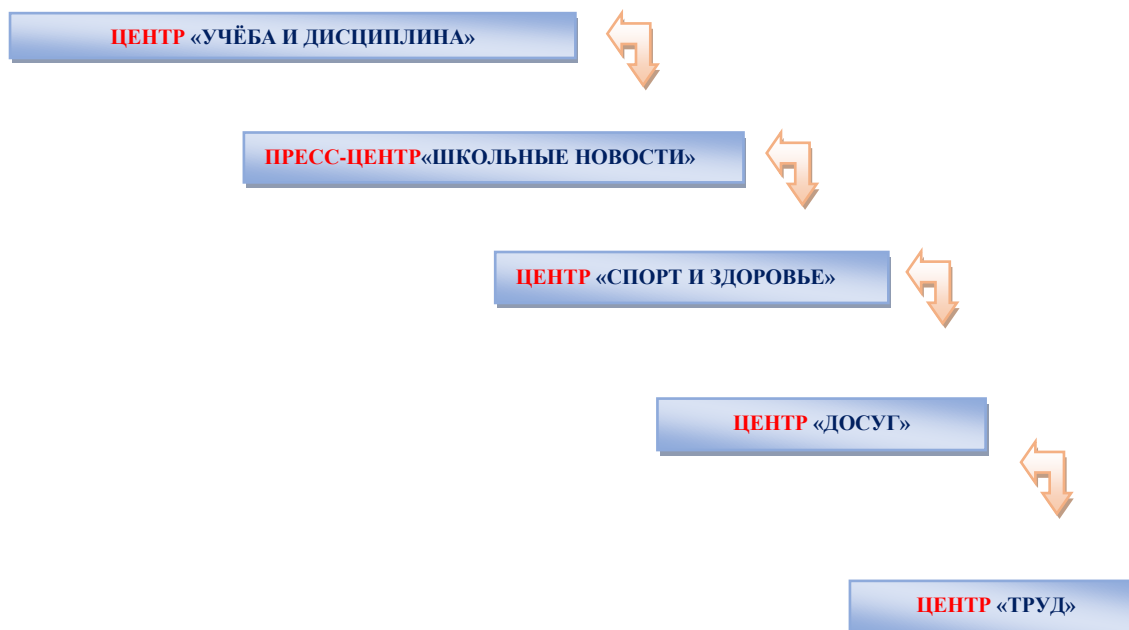 ЦЕНТР «УЧЁБА И ДИСЦИПЛИНА»
ПРЕСС-ЦЕНТР«ШКОЛЬНЫЕ НОВОСТИ»
ЦЕНТР «СПОРТ И ЗДОРОВЬЕ»
ЦЕНТР «ДОСУГ»
ЦЕНТР «ТРУД»